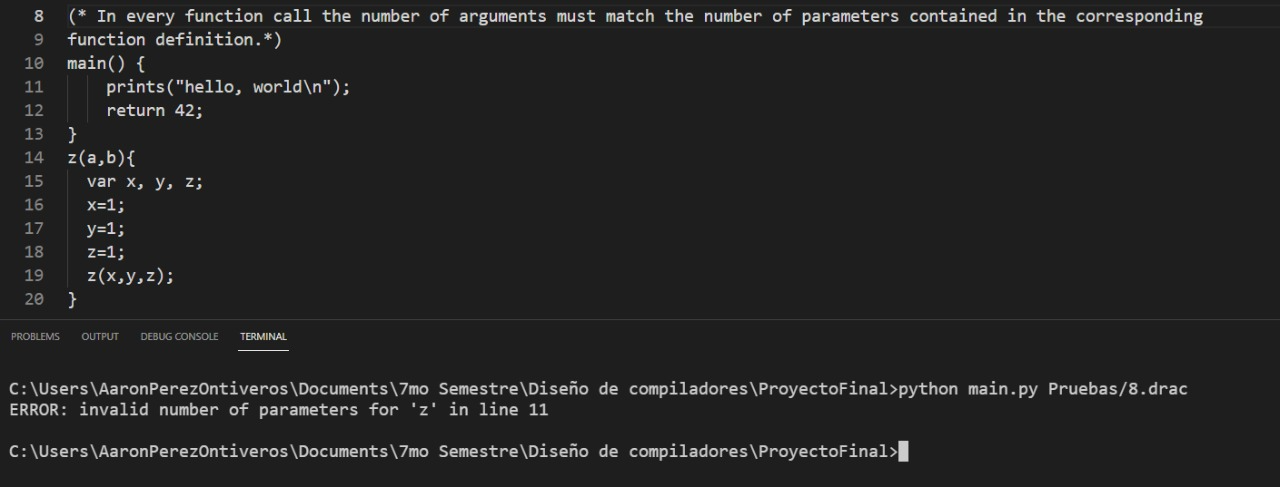 8 (* In every function call the number of arguments must match the number of parameters contained in the corresponding
9 function definition.*)
10 main() {
11 prints("hello, world\n");
12 return 42;
13 }
14 z(a,b){
15 var x, y, z;
16 x=1;
17 y=1;
18 z=1;
19 z(x,y,z);
20 }
PROBLEMS OUTPUT DEBUG CONSOLE TERMINAL
C:\Users\AaronPerezOntiveros\Documents\7mo Semestre\Diseño de compiladores\ProyectoFinal>python main.py Pruebas/8.drac
ERROR: invalid number of parameters for 'z' in line 11
C:\Users\AaronPerezOntiveros\Documents\7mo Semestre\Diseño de compiladores\ProyectoFinal>